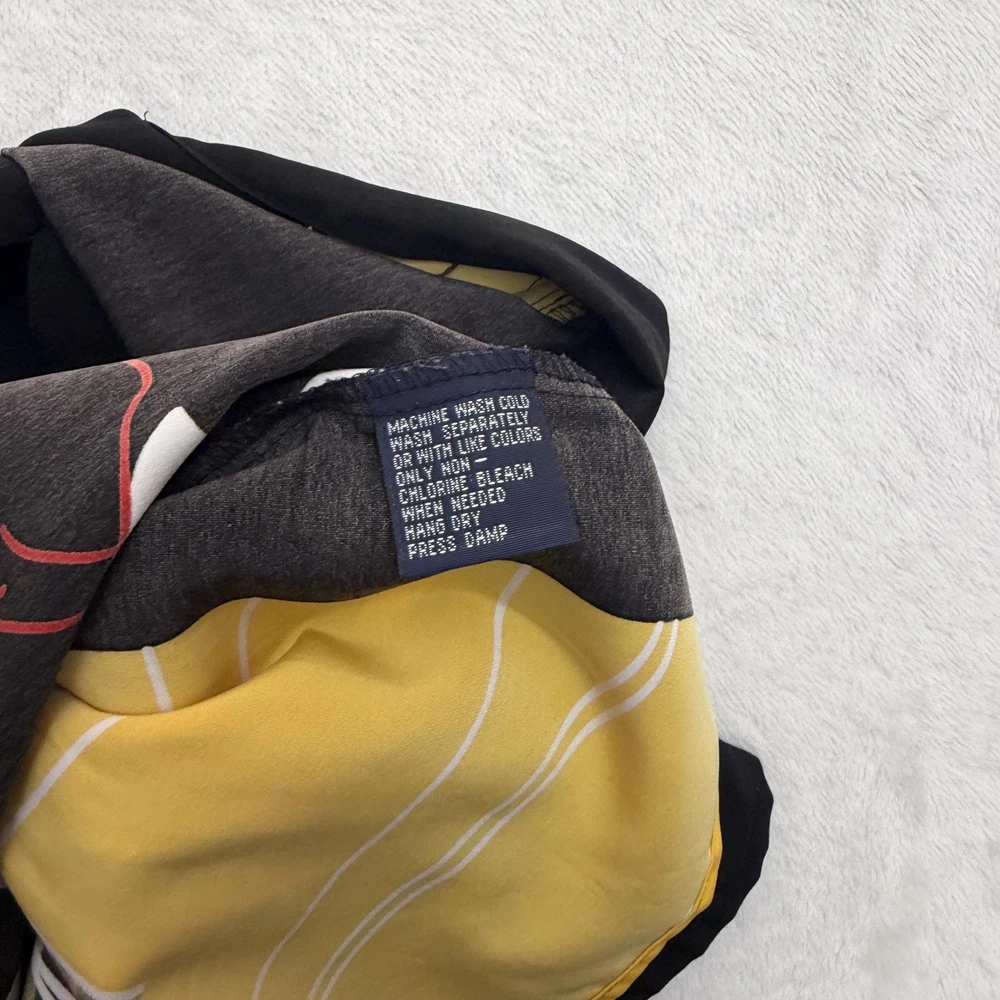 MACHINE WASH COLD
WASH SEPARATELY
OR WITH LIKE COLORS
ONLY NON-
CHLORINE BLEACH
WHEN NEEDED
HANG DRY
PRESS DAMP